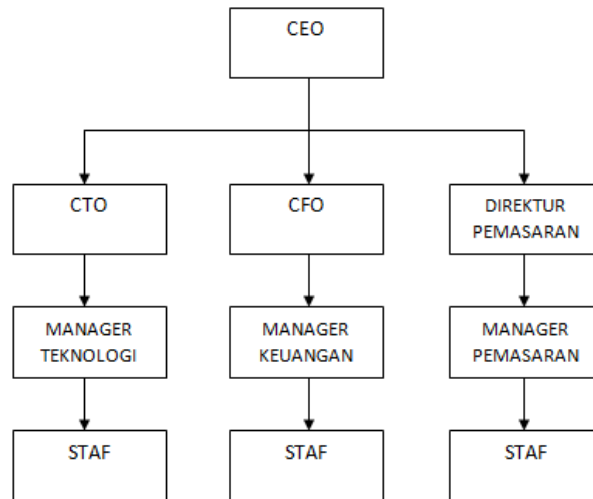 CEO
CTO
CFO
DIREKTUR
PEMASARAN
MANAGER
TEKNOLOGI
MANAGER
KEUANGAN
MANAGER
PEMASARAN
STAF
STAF
STAF